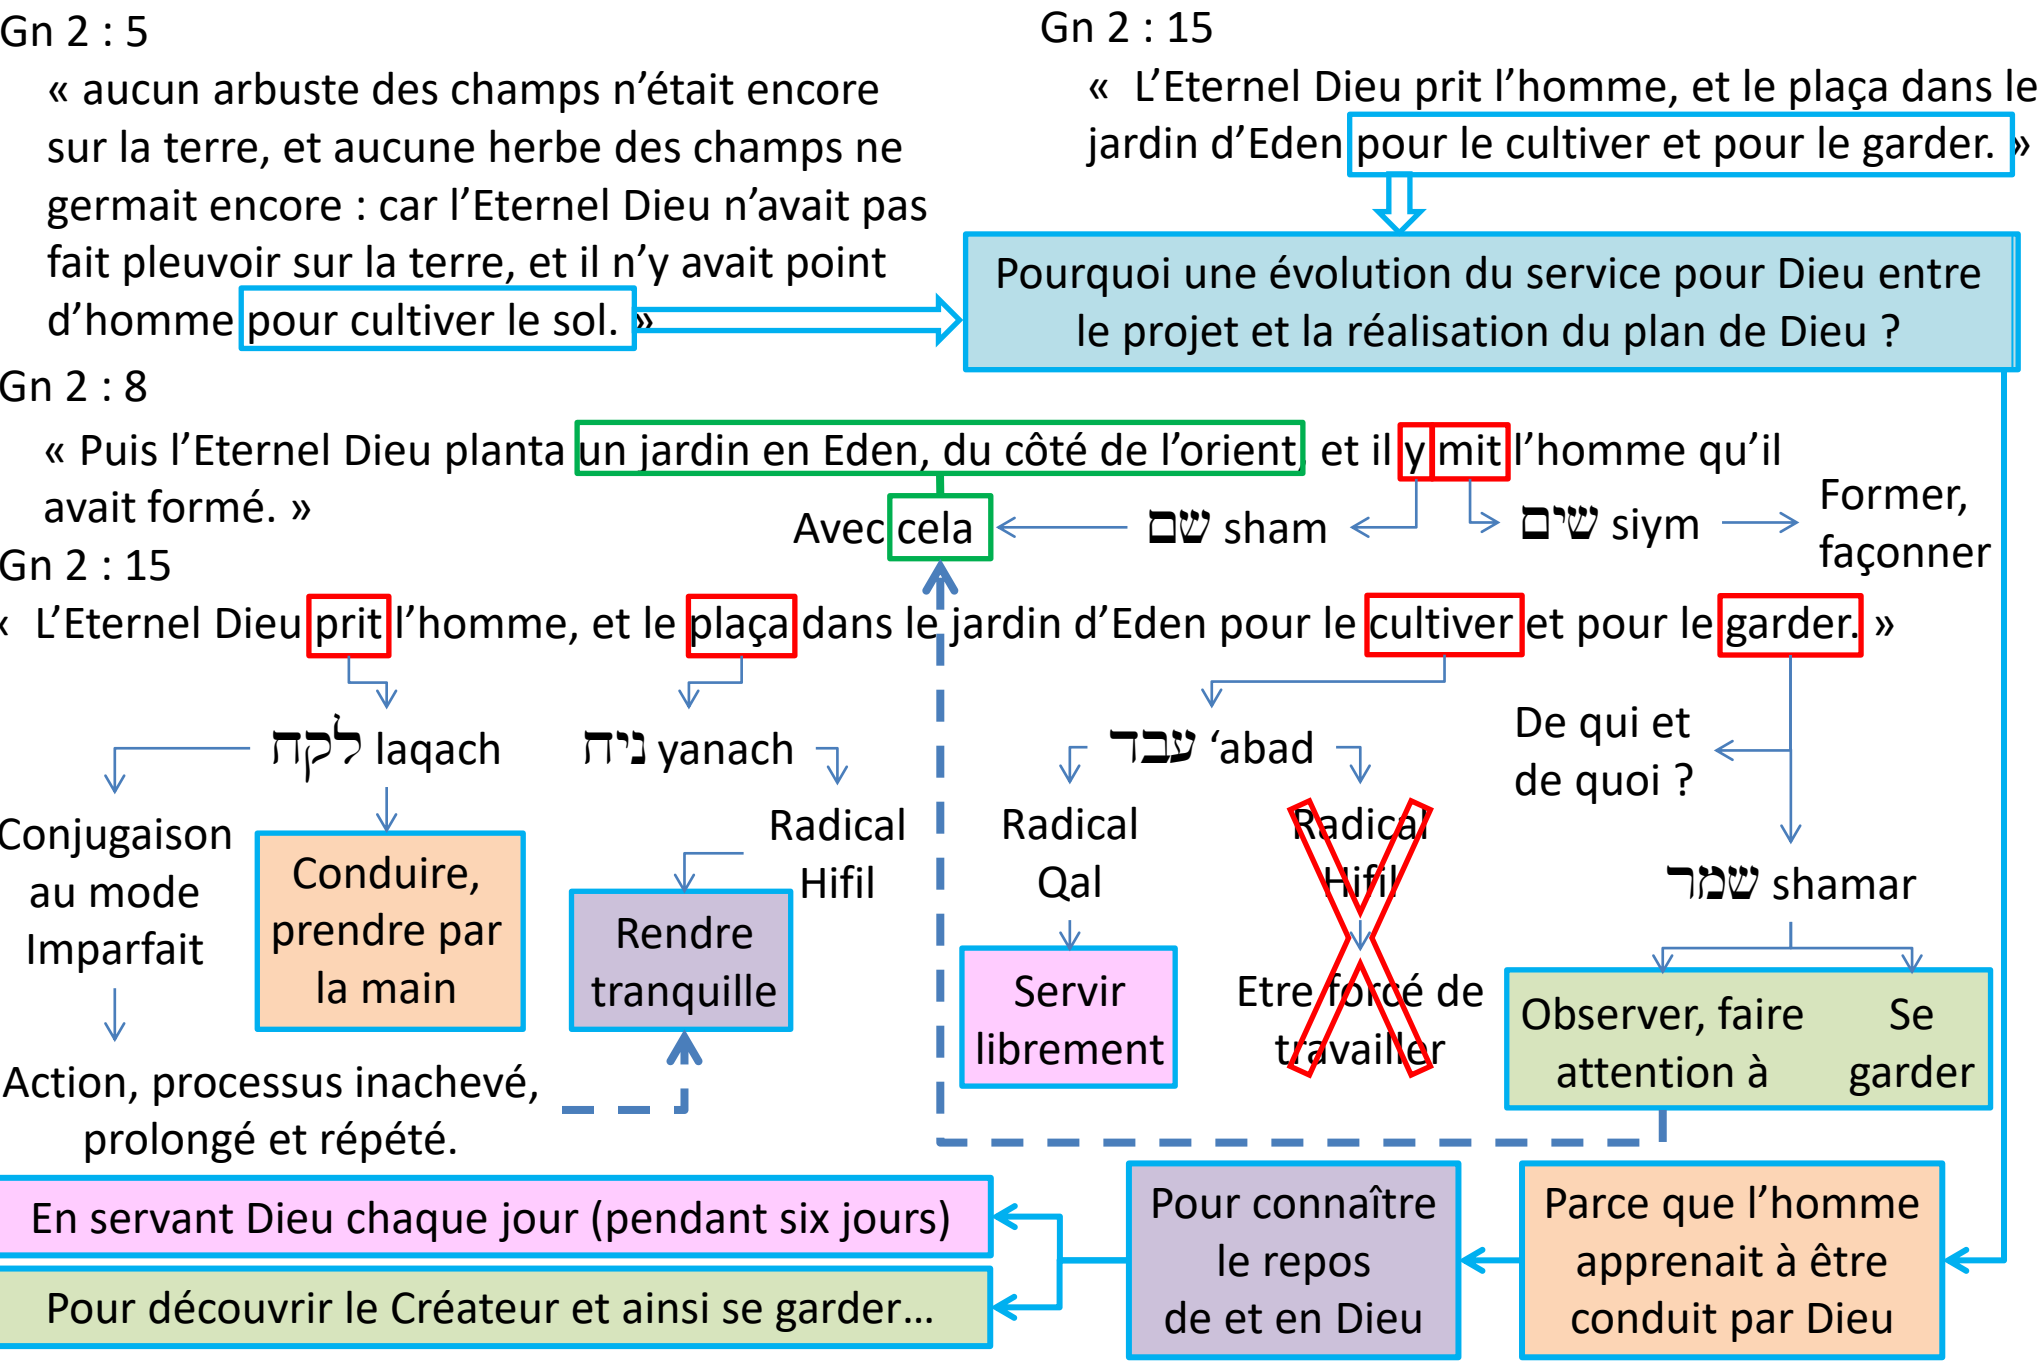 Gn 2 : 5
« aucun arbuste des champs n’était encore
sur la terre, et aucune herbe des champs ne
germait encore : car l’Eternel Dieu n’avait pas
fait pleuvoir sur la terre, et il n’y avait point
d’homme pour cultiver le sol. »
Gn 2 : 15
« L’Eternel Dieu prit l’homme, et le plaça dans le
jardin d’Eden pour le cultiver et pour le garder. »
Pourquoi une évolution du service pour Dieu entre
le projet et la réalisation du plan de Dieu ?
Gn 2 : 8
« Puis l’Eternel Dieu planta un jardin en Eden, du côté de l’orient, et il y mit l’homme qu’il
avait formé. »
Avec cela
שם sham
שים siym
Former,
façonner
Gn 2 : 15
« L’Eternel Dieu prit l’homme, et le plaça dans le jardin d’Eden pour le cultiver et pour le garder. »
לקח laqach
ניח yanach
עבד ‘abad
De qui et
de quoi ?
Conjugaison
au mode
Imparfait
Conduire,
prendre par
la main
Radical
Hifil
Rendre
tranquille
Radical
Qal
Servir
librement
Radical
Hifil
Etre forcé de
travailler
שמר shamar
Observer, faire
attention à
Se
garder
Action, processus inachevé,
prolongé et répété.
En servant Dieu chaque jour (pendant six jours)
Pour découvrir le Créateur et ainsi se garder…
Pour connaître
le repos
de et en Dieu
Parce que l’homme
apprenait à être
conduit par Dieu